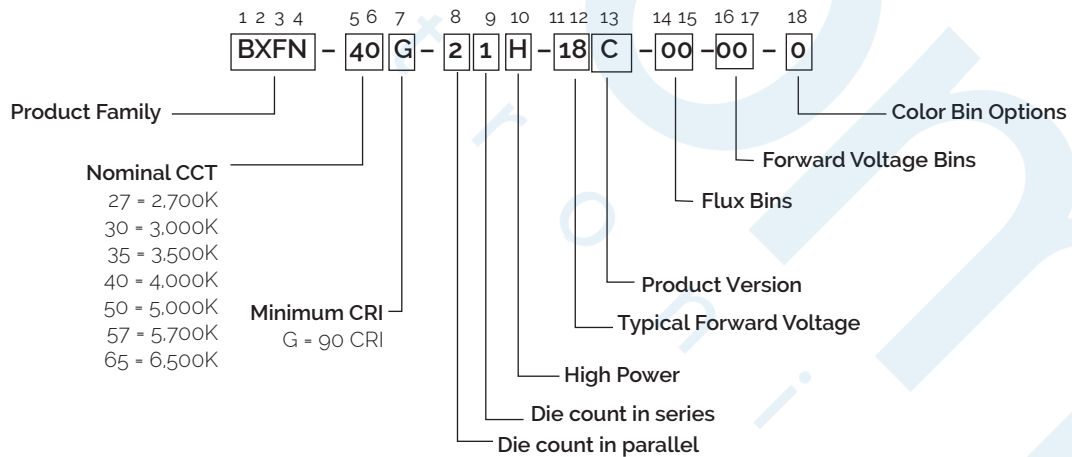 1 2 3 4 5 6 7 8 9 10 11 12 13 14 15 16 17 18
BXFN - 40 G - 2 1 H - 18 C - 00 - 00 - 0
Product Family
Color Bin Options
Nominal CCT
27 = 2,700K
30 = 3,000K
35 = 3,500K
40 = 4,000K
50 = 5,000K
57 = 5,700K
65 = 6,500K
Minimum CRI
G = 90 CRI
Forward Voltage Bins
Flux Bins
Product Version
Typical Forward Voltage
High Power
Die count in series
Die count in parallel